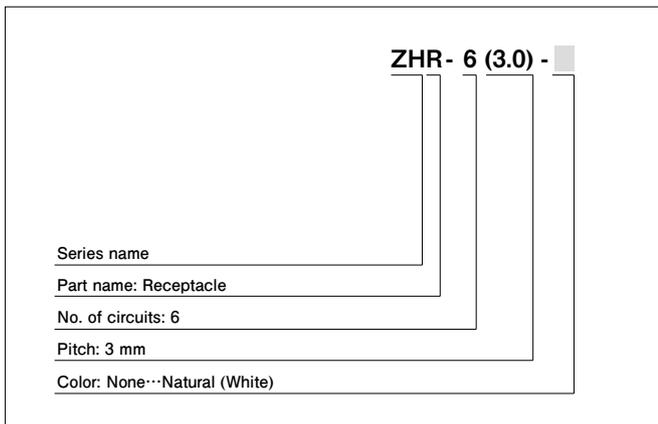 ZHR - 6 (3.0) -
Series name
Part name: Receptacle
No. of circuits: 6
Pitch: 3 mm
Color: None···Natural (White)